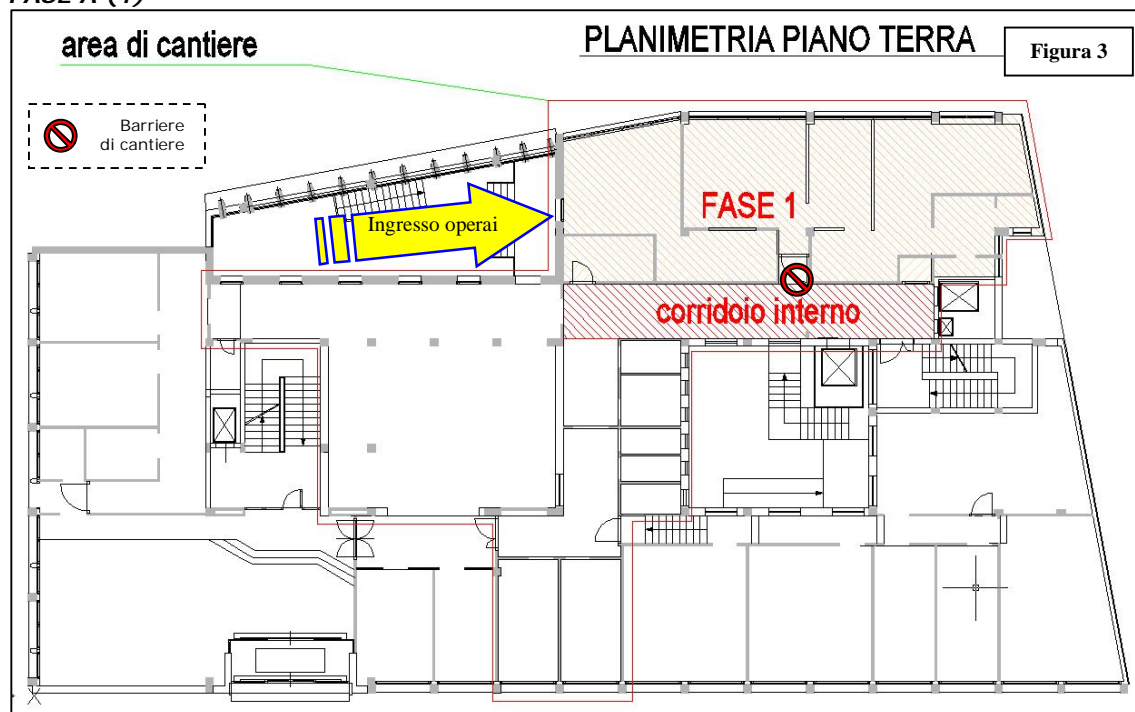 FASE A (1)
area di cantiere
PLANIMETRIA PIANO TERRA
Figura 3
Barriere
di cantiere
Ingresso operai
FASE 1
corridoio interno